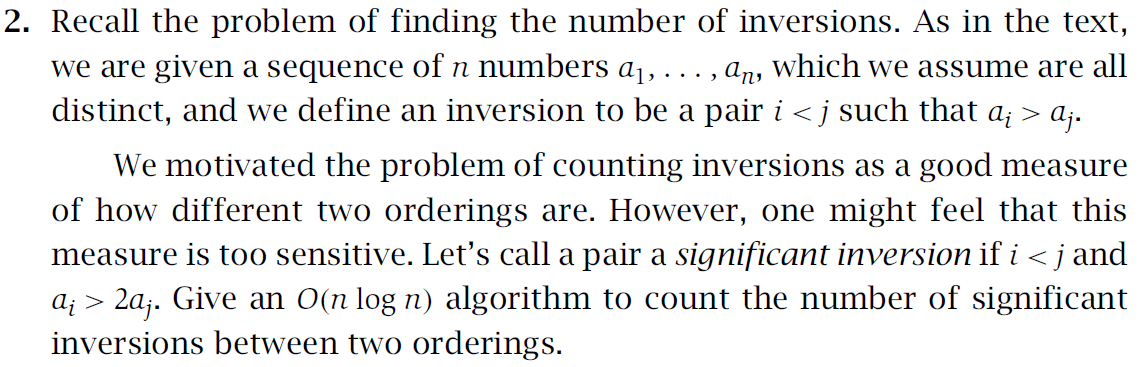 2. Recall the problem of finding the number of inversions. As in the text,
we are given a sequence of n numbers a₁, . . . , aₙ, which we assume are all
distinct, and we define an inversion to be a pair i < j such that aᵢ > aⱼ.
We motivated the problem of counting inversions as a good measure
of how different two orderings are. However, one might feel that this
measure is too sensitive. Let’s call a pair a significant inversion if i < j and
aᵢ > 2aⱼ. Give an O(n log n) algorithm to count the number of significant
inversions between two orderings.